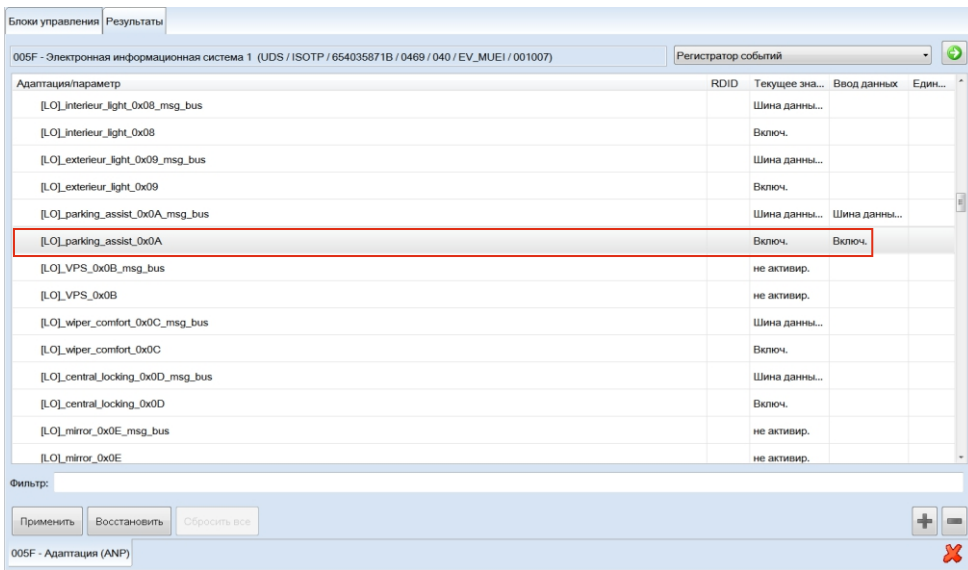 Блоки управления Результаты
005F - Электронная информационная система 1 (UDS / ISOTP / 654035871B / 0469 / 040 / EV_MUEI / 001007) Регистратор событий
Адаптация/параметр RDID Текущее зна... Ввод данных Един...
[LO]_interieur_light_0x08_msg_bus Шина данны...
[LO]_interieur_light_0x08 Включ.
[LO]_exterieur_light_0x09_msg_bus Шина данны...
[LO]_exterieur_light_0x09 Включ.
[LO]_parking_assist_0x0A_msg_bus Шина данны... Шина данны...
[LO]_parking_assist_0x0A Включ. Включ.
[LO]_VPS_0x0B_msg_bus не активир.
[LO]_VPS_0x0B не активир.
[LO]_wiper_comfort_0x0C_msg_bus Шина данны...
[LO]_wiper_comfort_0x0C Включ.
[LO]_central_locking_0x0D_msg_bus Шина данны...
[LO]_central_locking_0x0D Включ.
[LO]_mirror_0x0E_msg_bus не активир.
[LO]_mirror_0x0E не активир.
Фильтр:
Применить Восстановить Сбросить все
005F - Адаптация (ANP)